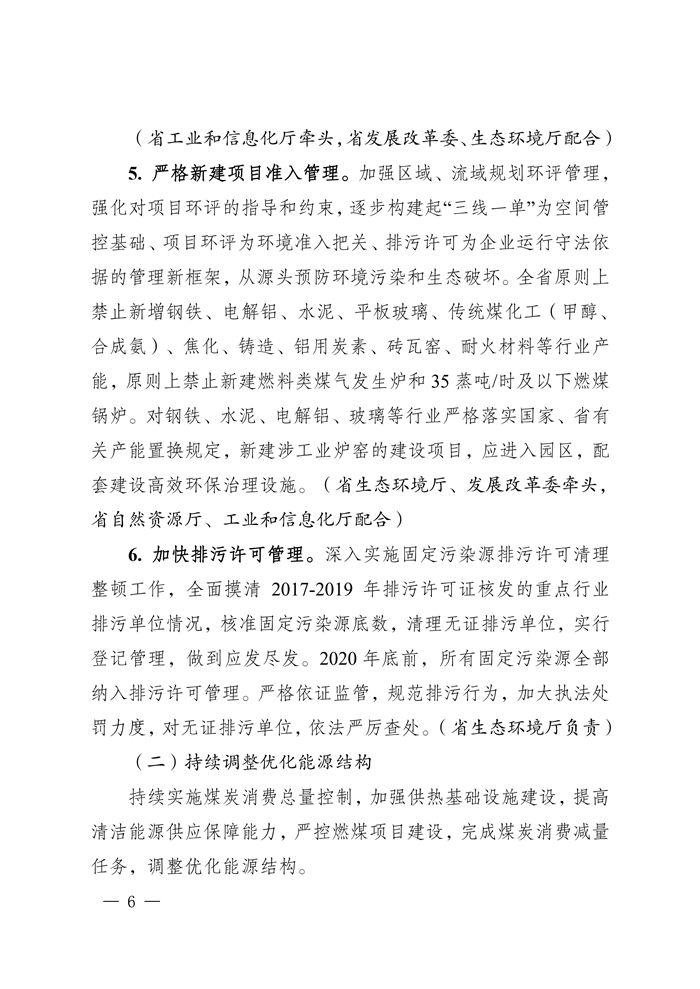 （省工业和信息化厅牵头，省发展改革委、生态环境厅配合）
5. 严格新建项目准入管理。加强区域、流域规划环评管理，
强化对项目环评的指导和约束，逐步构建起“三线一单”为空间管
控基础、项目环评为环境准入把关、排污许可为企业运行守法依
据的管理新框架，从源头预防环境污染和生态破坏。全省原则上
禁止新增钢铁、电解铝、水泥、平板玻璃、传统煤化工（甲醇、
合成氨）、焦化、铸造、铝用炭素、砖瓦窑、耐火材料等行业产
能，原则上禁止新建燃料类煤气发生炉和 35 蒸吨/时及以下燃煤
锅炉。对钢铁、水泥、电解铝、玻璃等行业严格落实国家、省有
关产能置换规定，新建涉工业炉窑的建设项目，应进入园区，配
套建设高效环保治理设施。（省生态环境厅、发展改革委牵头，
省自然资源厅、工业和信息化厅配合）
6. 加快排污许可管理。深入实施固定污染源排污许可清理
整顿工作，全面摸清 2017-2019 年排污许可证核发的重点行业
排污单位情况，核准固定污染源底数，清理无证排污单位，实行
登记管理，做到应发尽发。2020 年底前，所有固定污染源全部
纳入排污许可管理。严格依证监管，规范排污行为，加大执法处
罚力度，对无证排污单位，依法严厉查处。（省生态环境厅负责）
（二）持续调整优化能源结构
持续实施煤炭消费总量控制，加强供热基础设施建设，提高
清洁能源供应保障能力，严控燃煤项目建设，完成煤炭消费减量
任务，调整优化能源结构。
— 6 —